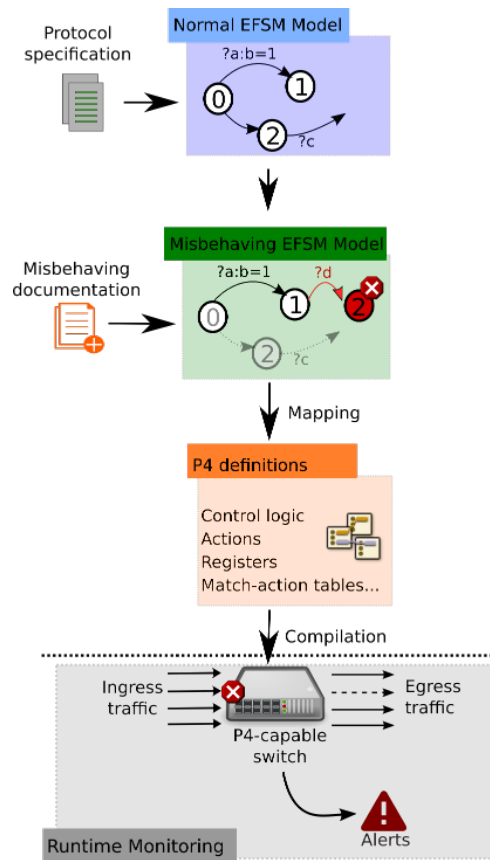 Normal EFSM Model
Protocol
specification
?a:b=1
0
1
2
?c
Misbehaving EFSM Model
Misbehaving
documentation
?a:b=1
?d
0
1
2
2
?c
Mapping
P4 definitions
Control logic
Actions
Registers
Match-action tables...
Compilation
Ingress
traffic
Egress
traffic
P4-capable
switch
Alerts
Runtime Monitoring